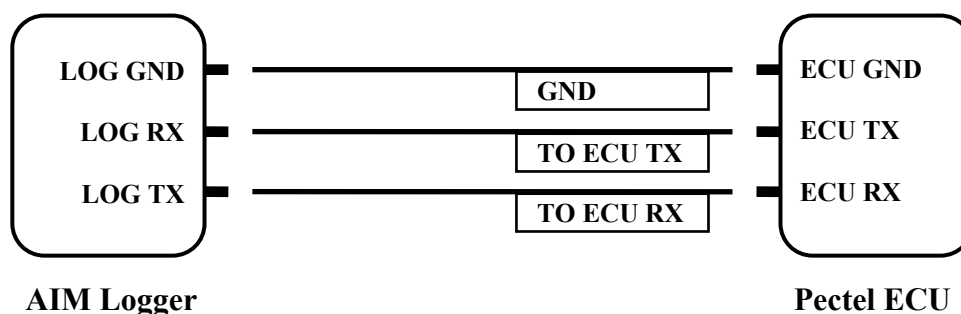 LOG GND
ECU GND
GND
LOG RX
ECU TX
TO ECU TX
LOG TX
ECU RX
TO ECU RX
AIM Logger
Pectel ECU